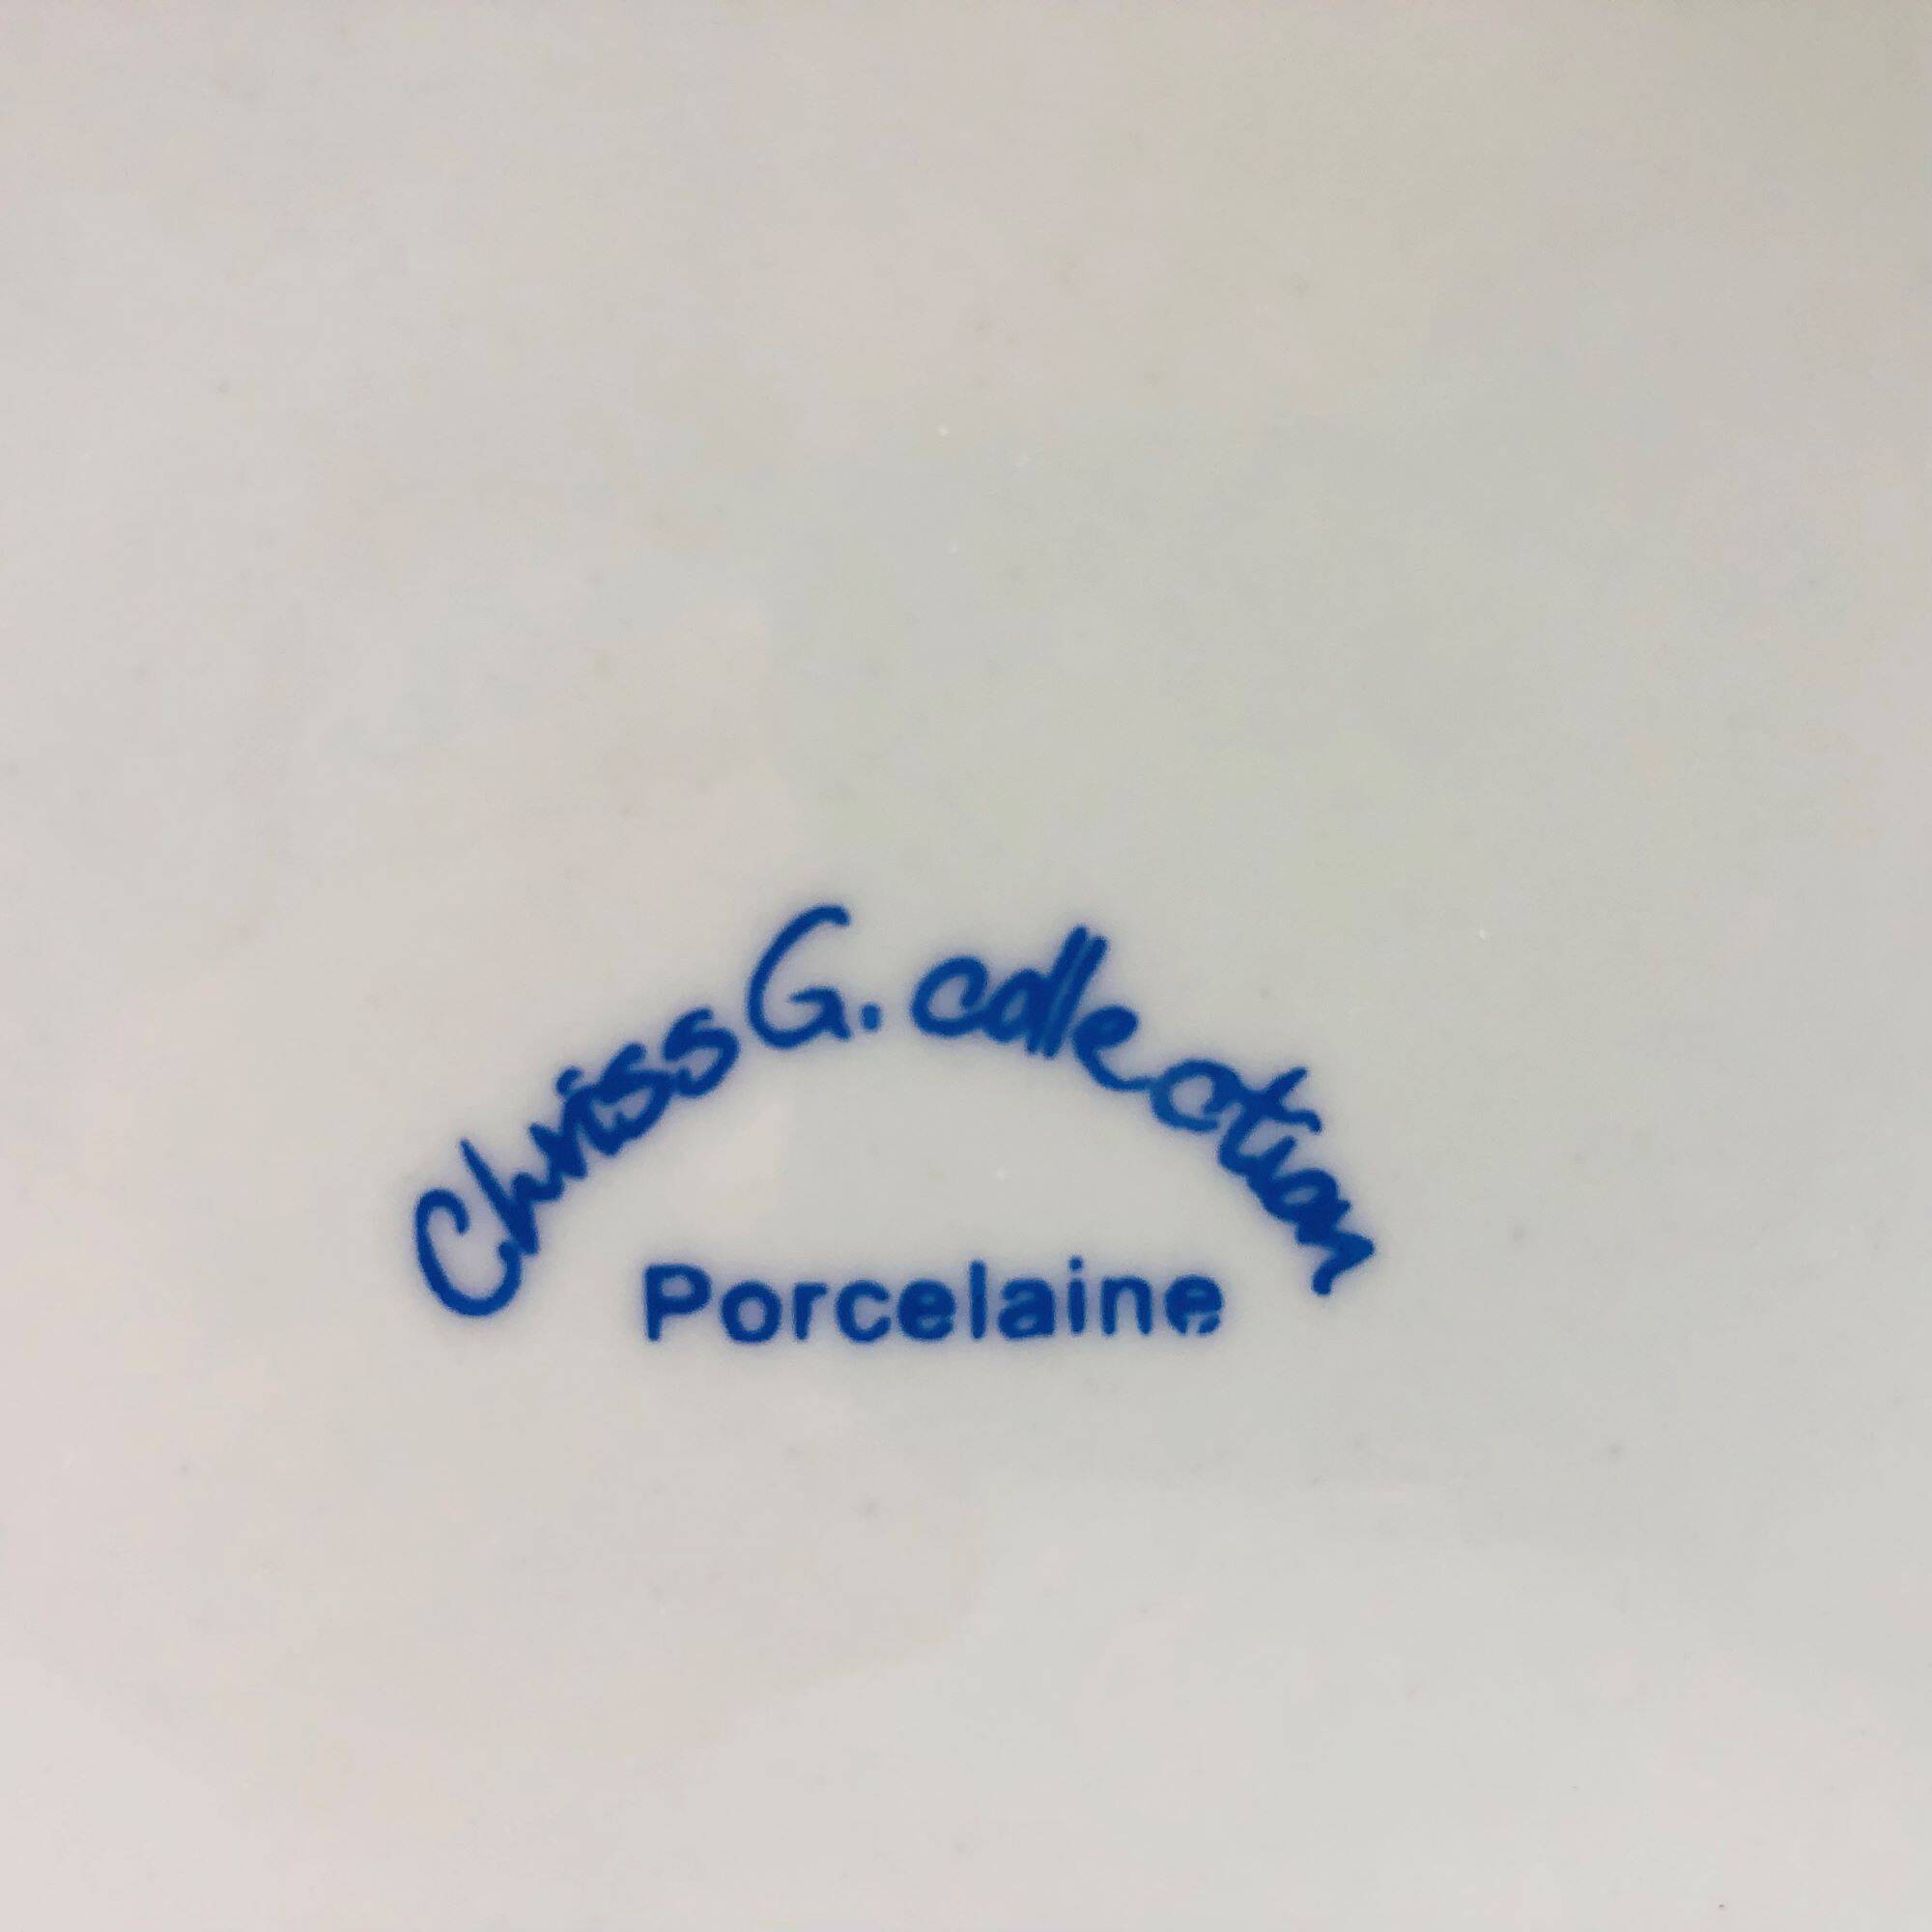 Chriss G. collection
Porcelaine